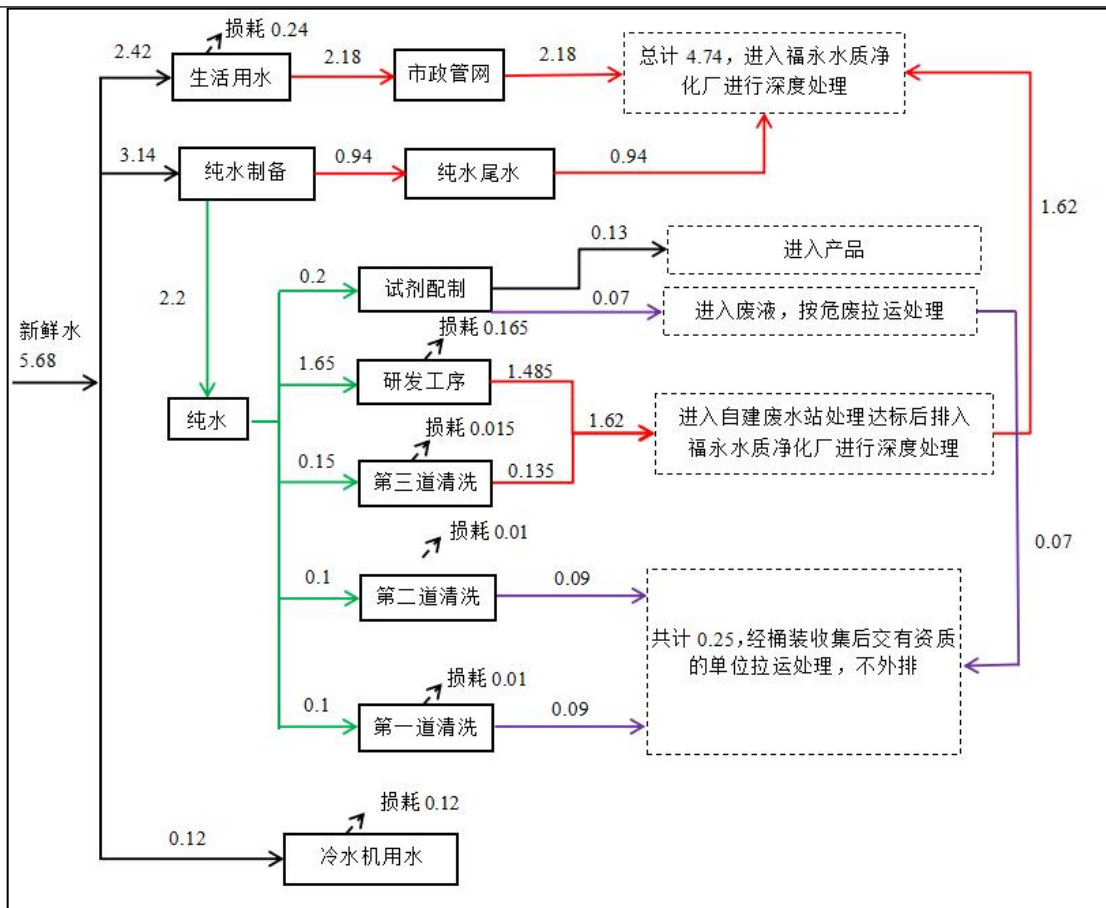 损耗 0.24
2.42
生活用水
2.18
市政管网
2.18
总计 4.74，进入福永水质净
化厂进行深度处理
3.14
纯水制备
0.94
纯水尾水
0.94
1.62
0.13
进入产品
2.2
0.2
试剂配制
0.07
进入废液，按危废拉运处理
新鲜水
5.68
损耗 0.165
1.65
研发工序
1.485
纯水
1.62
进入自建废水站处理达标后排入
福永水质净化厂进行深度处理
损耗 0.015
0.15
第三道清洗
0.135
损耗 0.01
0.07
0.1
第二道清洗
0.09
共计 0.25，经桶装收集后交有资质
的单位拉运处理，不外排
损耗 0.01
0.1
第一道清洗
0.09
损耗 0.12
0.12
冷水机用水